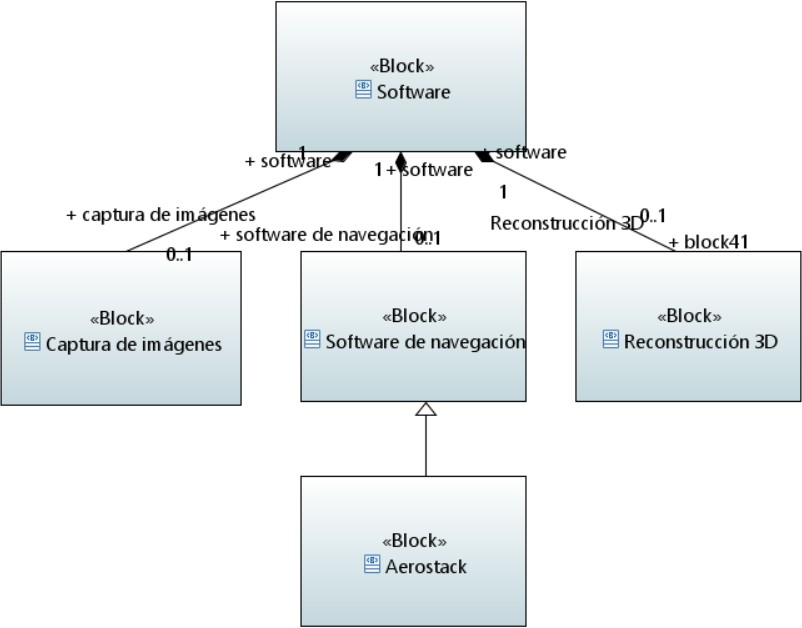 «Block»
Software
1
+ software
1
+ software
+ software
1
+ captura de imágenes
0..1
+ software de navegación
0..1
Reconstrucción 3D
0..1
+ block41
«Block»
Captura de imágenes
«Block»
Software de navegación
«Block»
Reconstrucción 3D
«Block»
Aerostack